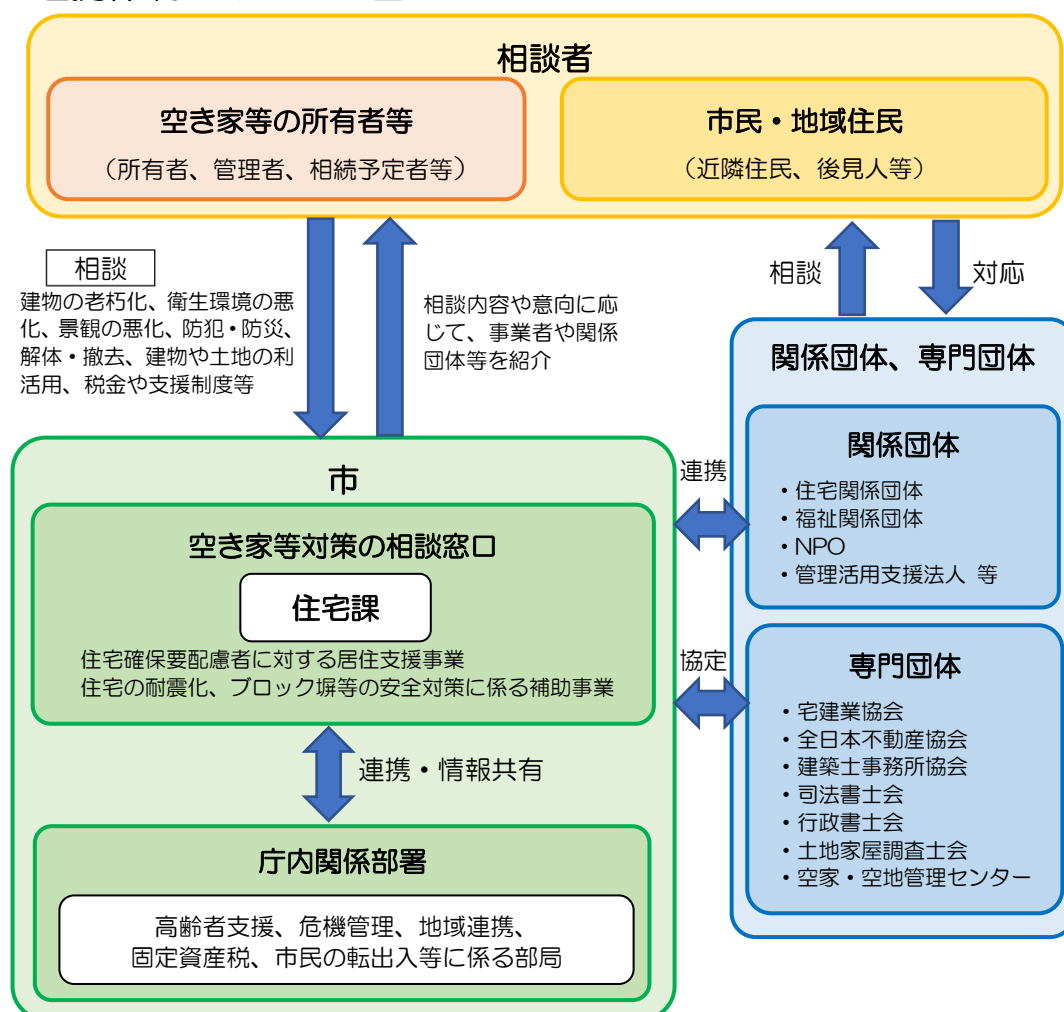 相談者
空き家等の所有者等
（所有者、管理者、相続予定者等）
市民・地域住民
（近隣住民、後見人等）
相談
建物の老朽化、衛生環境の悪
化、景観の悪化、防犯・防災、
解体・撤去、建物や土地の利
活用、税金や支援制度等
相談内容や意向に応
じて、事業者や関係
団体等を紹介
相談
対応
市
空き家等対策の相談窓口
住宅課
住宅確保要配慮者に対する居住支援事業
住宅の耐震化、ブロック塀等の安全対策に係る補助事業
連携・情報共有
庁内関係部署
高齢者支援、危機管理、地域連携、
固定資産税、市民の転出入等に係る部局
連携
協定
関係団体、専門団体
関係団体
・住宅関係団体
・福祉関係団体
・NPO
・管理活用支援法人 等
専門団体
・宅建業協会
・全日本不動産協会
・建築士事務所協会
・司法書士会
・行政書士会
・土地家屋調査士会
・空家・空地管理センター